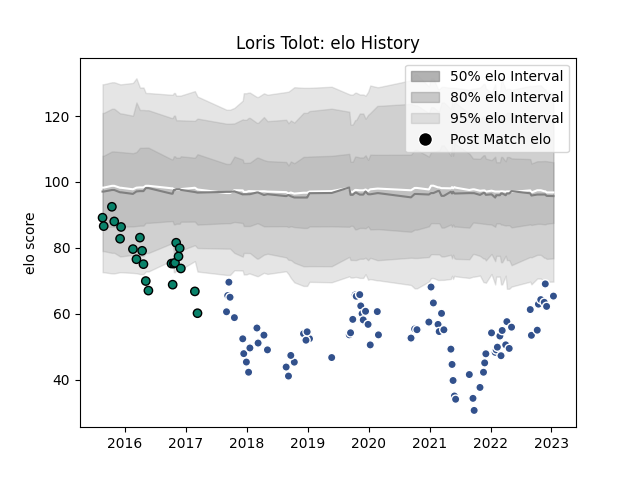 Loris Tolot: elo History
50% elo Interval
80% elo Interval
95% elo Interval
Post Match elo
elo score
120
100
80
60
40
2016 2017 2018 2019 2020 2021 2022 2023